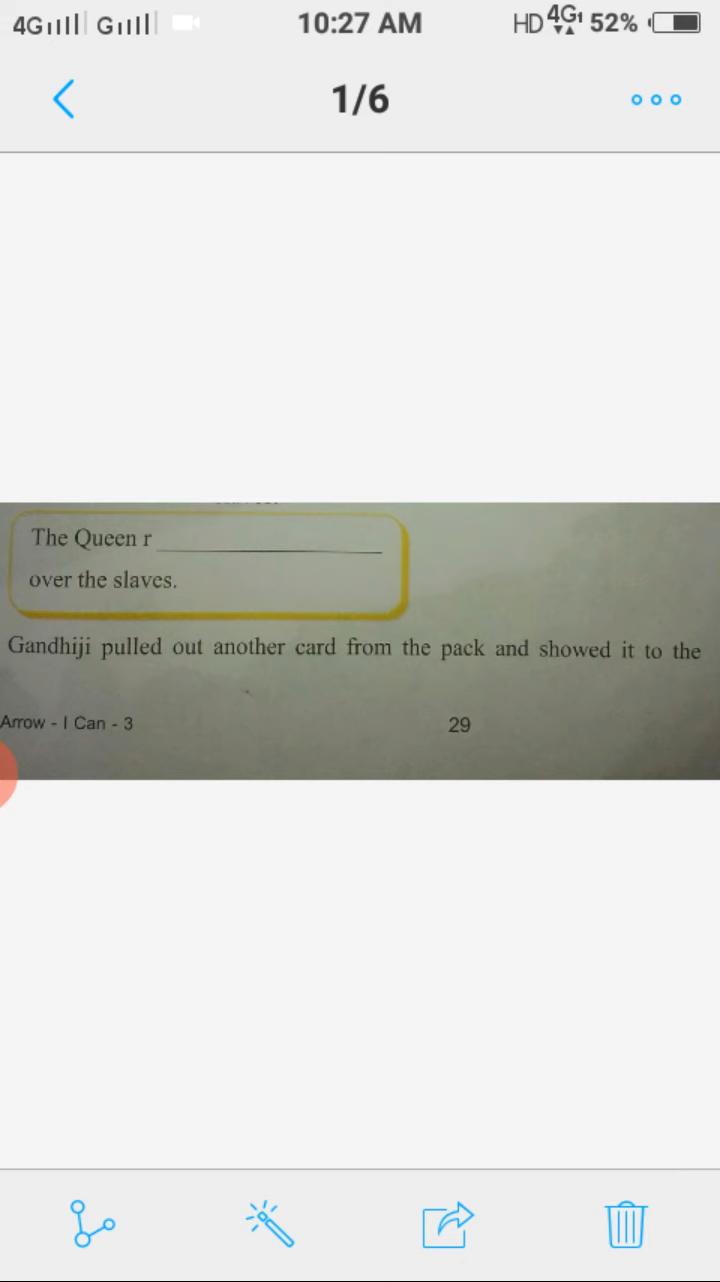 4G G 10:27 AM HD 4G 52%
1/6
The Queen r ____________________
over the slaves.
Gandhiji pulled out another card from the pack and showed it to the
Arrow - I Can - 3 29